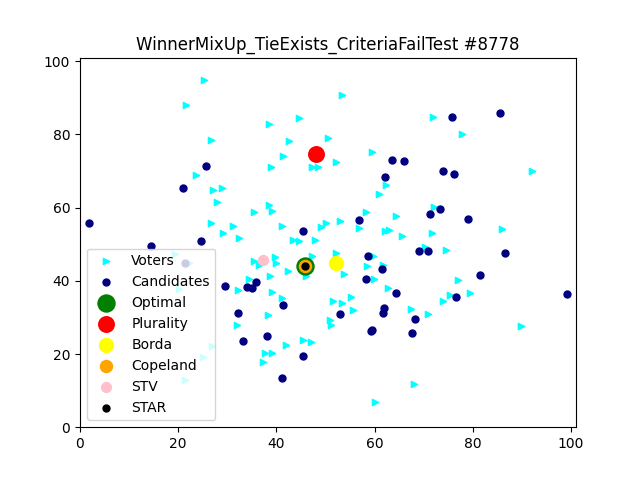 WinnerMixUp_TieExists_CriteriaFailTest #8778
100
80
60
40
20
0
Voters
Candidates
Optimal
Plurality
Borda
Copeland
STV
STAR
0 20 40 60 80 100